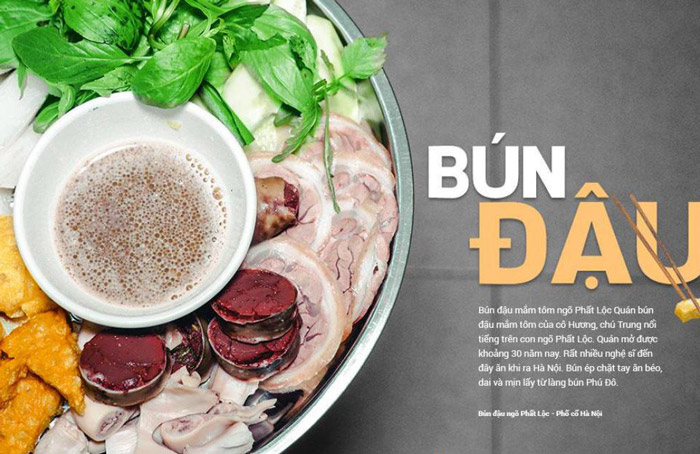 BÚN
ĐẬU
Bún đậu mắm tôm ngõ Phất Lộc Quán bún
đậu mắm tôm của cô Hương, chú Trung nổi
tiếng trên con ngõ Phất Lộc. Quán mở được
khoảng 30 năm nay. Rất nhiều nghệ sĩ đến
đây ăn khi ra Hà Nội. Bún ép chặt tay ăn béo,
dai và mịn lấy từ làng bún Phú Đô.
Bún đậu ngõ Phất Lộc - Phố cổ Hà Nội